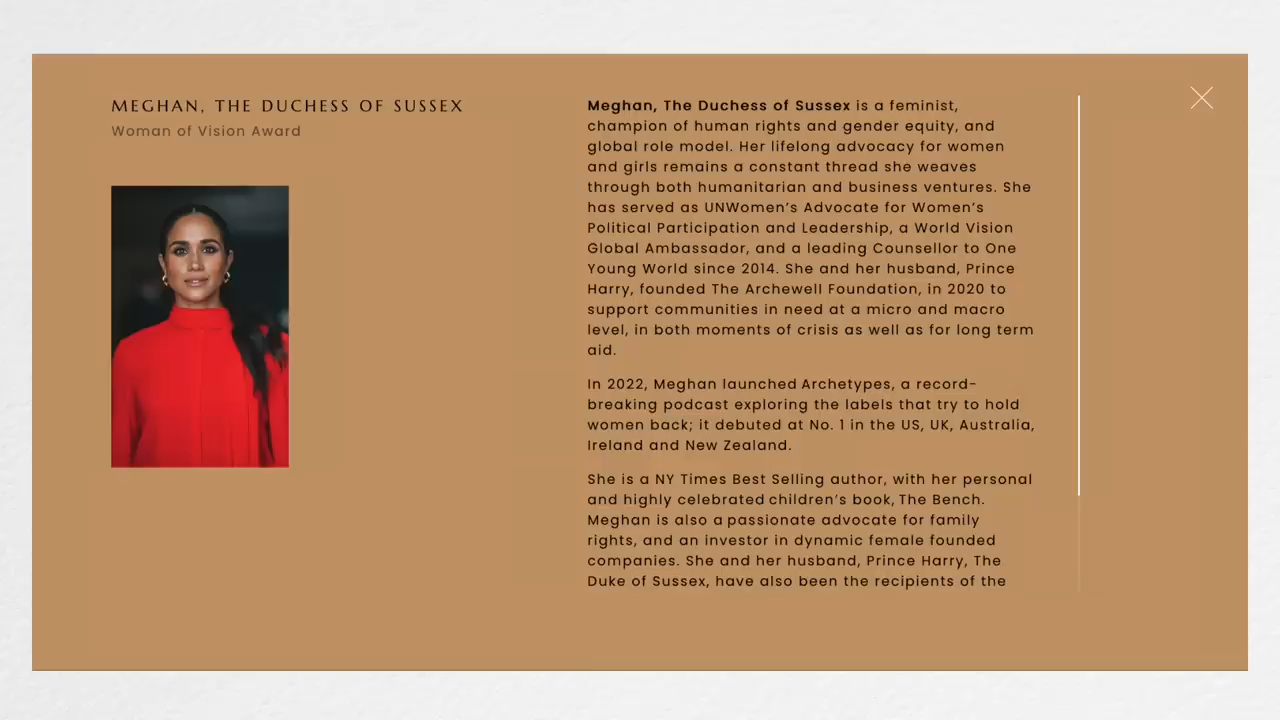 MEGHAN, THE DUCHESS OF SUSSEX
Woman of Vision Award
Meghan, The Duchess of Sussex is a feminist,
champion of human rights and gender equity, and
global role model. Her lifelong advocacy for women
and girls remains a constant thread she weaves
through both humanitarian and business ventures. She
has served as UNWomen’s Advocate for Women’s
Political Participation and Leadership, a World Vision
Global Ambassador, and a leading Counsellor to One
Young World since 2014. She and her husband, Prince
Harry, founded The Archewell Foundation, in 2020 to
support communities in need at a micro and macro
level, in both moments of crisis as well as for long term
aid.
In 2022, Meghan launched Archetypes, a record-
breaking podcast exploring the labels that try to hold
women back; it debuted at No. 1 in the US, UK, Australia,
Ireland and New Zealand.
She is a NY Times Best Selling author, with her personal
and highly celebrated children’s book, The Bench.
Meghan is also a passionate advocate for family
rights, and an investor in dynamic female founded
companies. She and her husband, Prince Harry, The
Duke of Sussex, have also been the recipients of the